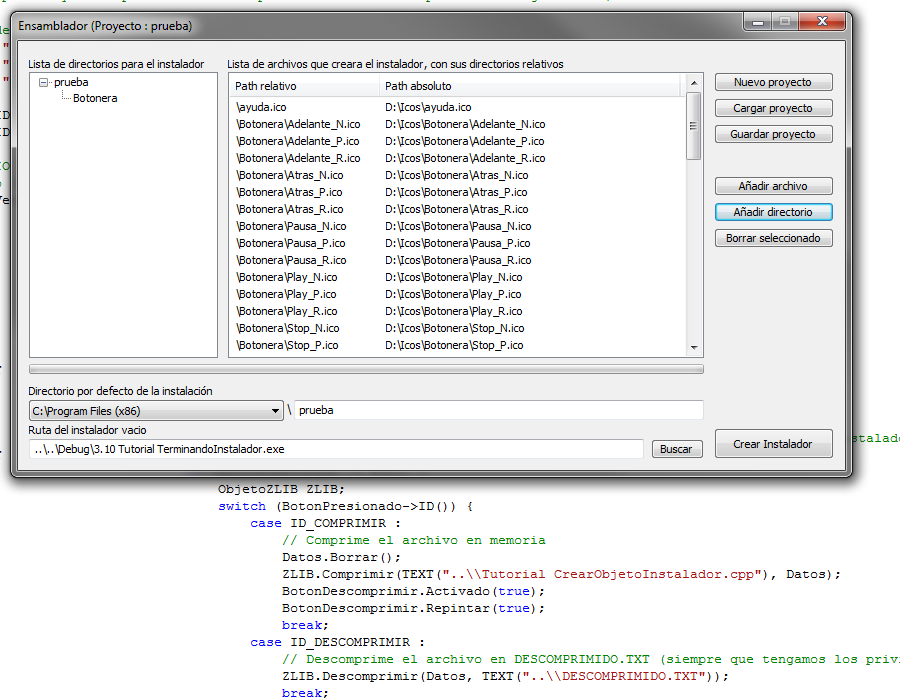 Ensamblador (Proyecto : prueba)
Lista de directorios para el instalador
Lista de archivos que creara el instalador, con sus directorios relativos
prueba
Botonera
Path relativo Path absoluto
\ayuda.ico D:\Icos\ayuda.ico
\Botonera\Adelante_N.ico D:\Icos\Botonera\Adelante_N.ico
\Botonera\Adelante_P.ico D:\Icos\Botonera\Adelante_P.ico
\Botonera\Adelante_R.ico D:\Icos\Botonera\Adelante_R.ico
\Botonera\Atras_N.ico D:\Icos\Botonera\Atras_N.ico
\Botonera\Atras_P.ico D:\Icos\Botonera\Atras_P.ico
\Botonera\Atras_R.ico D:\Icos\Botonera\Atras_R.ico
\Botonera\Pausa_N.ico D:\Icos\Botonera\Pausa_N.ico
\Botonera\Pausa_P.ico D:\Icos\Botonera\Pausa_P.ico
\Botonera\Pausa_R.ico D:\Icos\Botonera\Pausa_R.ico
\Botonera\Play_N.ico D:\Icos\Botonera\Play_N.ico
\Botonera\Play_P.ico D:\Icos\Botonera\Play_P.ico
\Botonera\Play_R.ico D:\Icos\Botonera\Play_R.ico
\Botonera\Stop_N.ico D:\Icos\Botonera\Stop_N.ico
\Botonera\Stop_P.ico D:\Icos\Botonera\Stop_P.ico
Nuevo proyecto
Cargar proyecto
Guardar proyecto
Añadir archivo
Añadir directorio
Borrar seleccionado
Directorio por defecto de la instalación
C:\Program Files (x86) \ prueba
Ruta del instalador vacio
..\..\Debug\3.10 Tutorial TerminandoInstalador.exe
Buscar
Crear Instalador
ObjetoZLIB ZLIB;
switch (BotonPresionado->ID()) {
case ID_COMPRIMIR :
// Comprime el archivo en memoria
Datos.Borrar();
ZLIB.Comprimir(TEXT("..\\Tutorial CrearObjetoInstalador.cpp"), Datos);
BotonDescomprimir.Activado(true);
BotonDescomprimir.Repintar(true);
break;
case ID_DESCOMPRIMIR :
// Descomprime el archivo en DESCOMPRIMIDO.TXT (siempre que tengamos los privi
ZLIB.Descomprimir(Datos, TEXT("..\\DESCOMPRIMIDO.TXT"));
break;